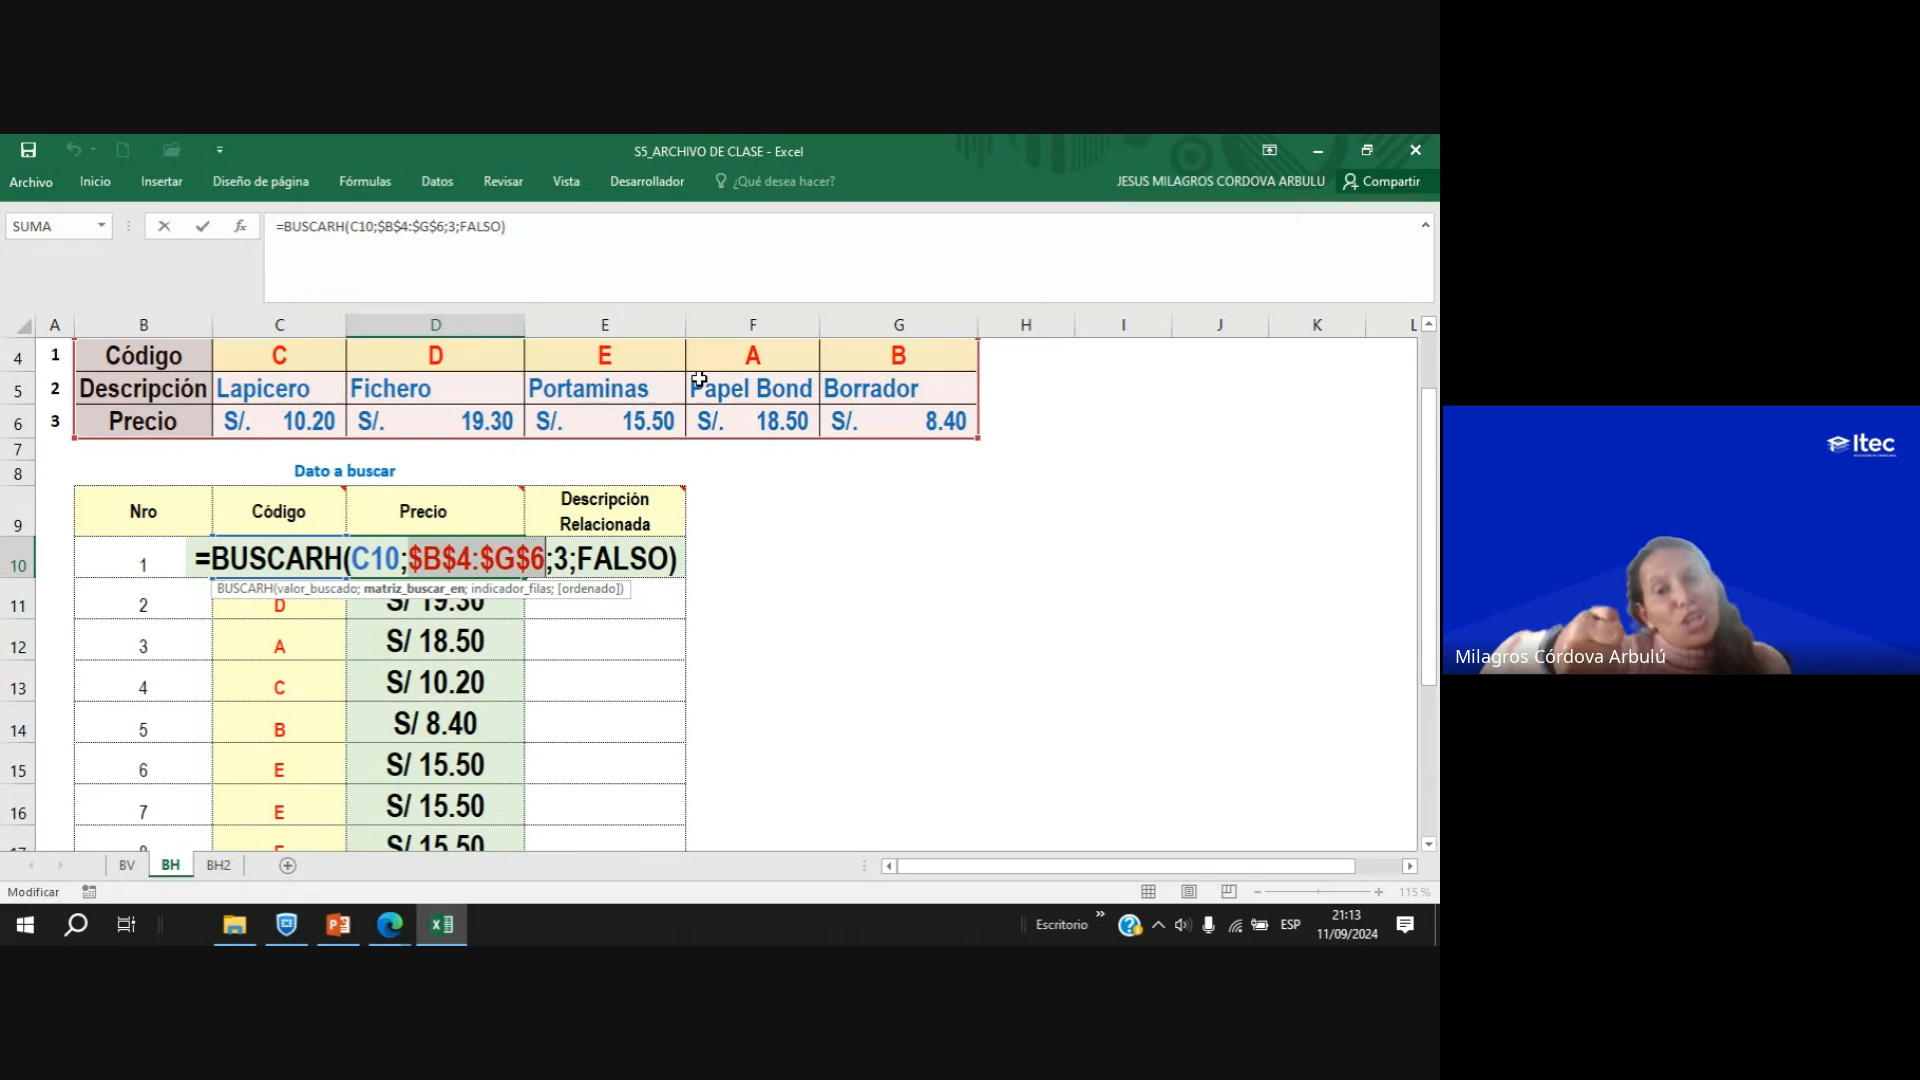 S5_ARCHIVO DE CLASE - Excel
Archivo Inicio Insertar Diseño de página Fórmulas Datos Revisar Vista Desarrollador ¿Qué desea hacer? JESUS MILAGROS CORDOVA ARBULU Compartir
SUMA fx =BUSCARH(C10;$B$4:$G$6;3;FALSO)
A B C D E F G H I J K L
4 1 Código C D E A B
5 2 Descripción Lapicero Fichero Portaminas Papel Bond Borrador
6 3 Precio S/. 10.20 S/. 19.30 S/. 15.50 S/. 18.50 S/. 8.40
7
8 Dato a buscar
9 Nro Código Precio Descripción Relacionada
10 1 =BUSCARH(C10;$B$4:$G$6;3;FALSO)
BUSCARH(valor_buscado; matriz_buscar_en; indicador_filas; [ordenado])
11 2 D S/ 19.30
12 3 A S/ 18.50
13 4 C S/ 10.20
14 5 B S/ 8.40
15 6 E S/ 15.50
16 7 E S/ 15.50
S/ 15.50
BV BH BH2
Modificar 115 %
Escritorio ESP 21:13
11/09/2024
Itec
Milagros Córdova Arbulú